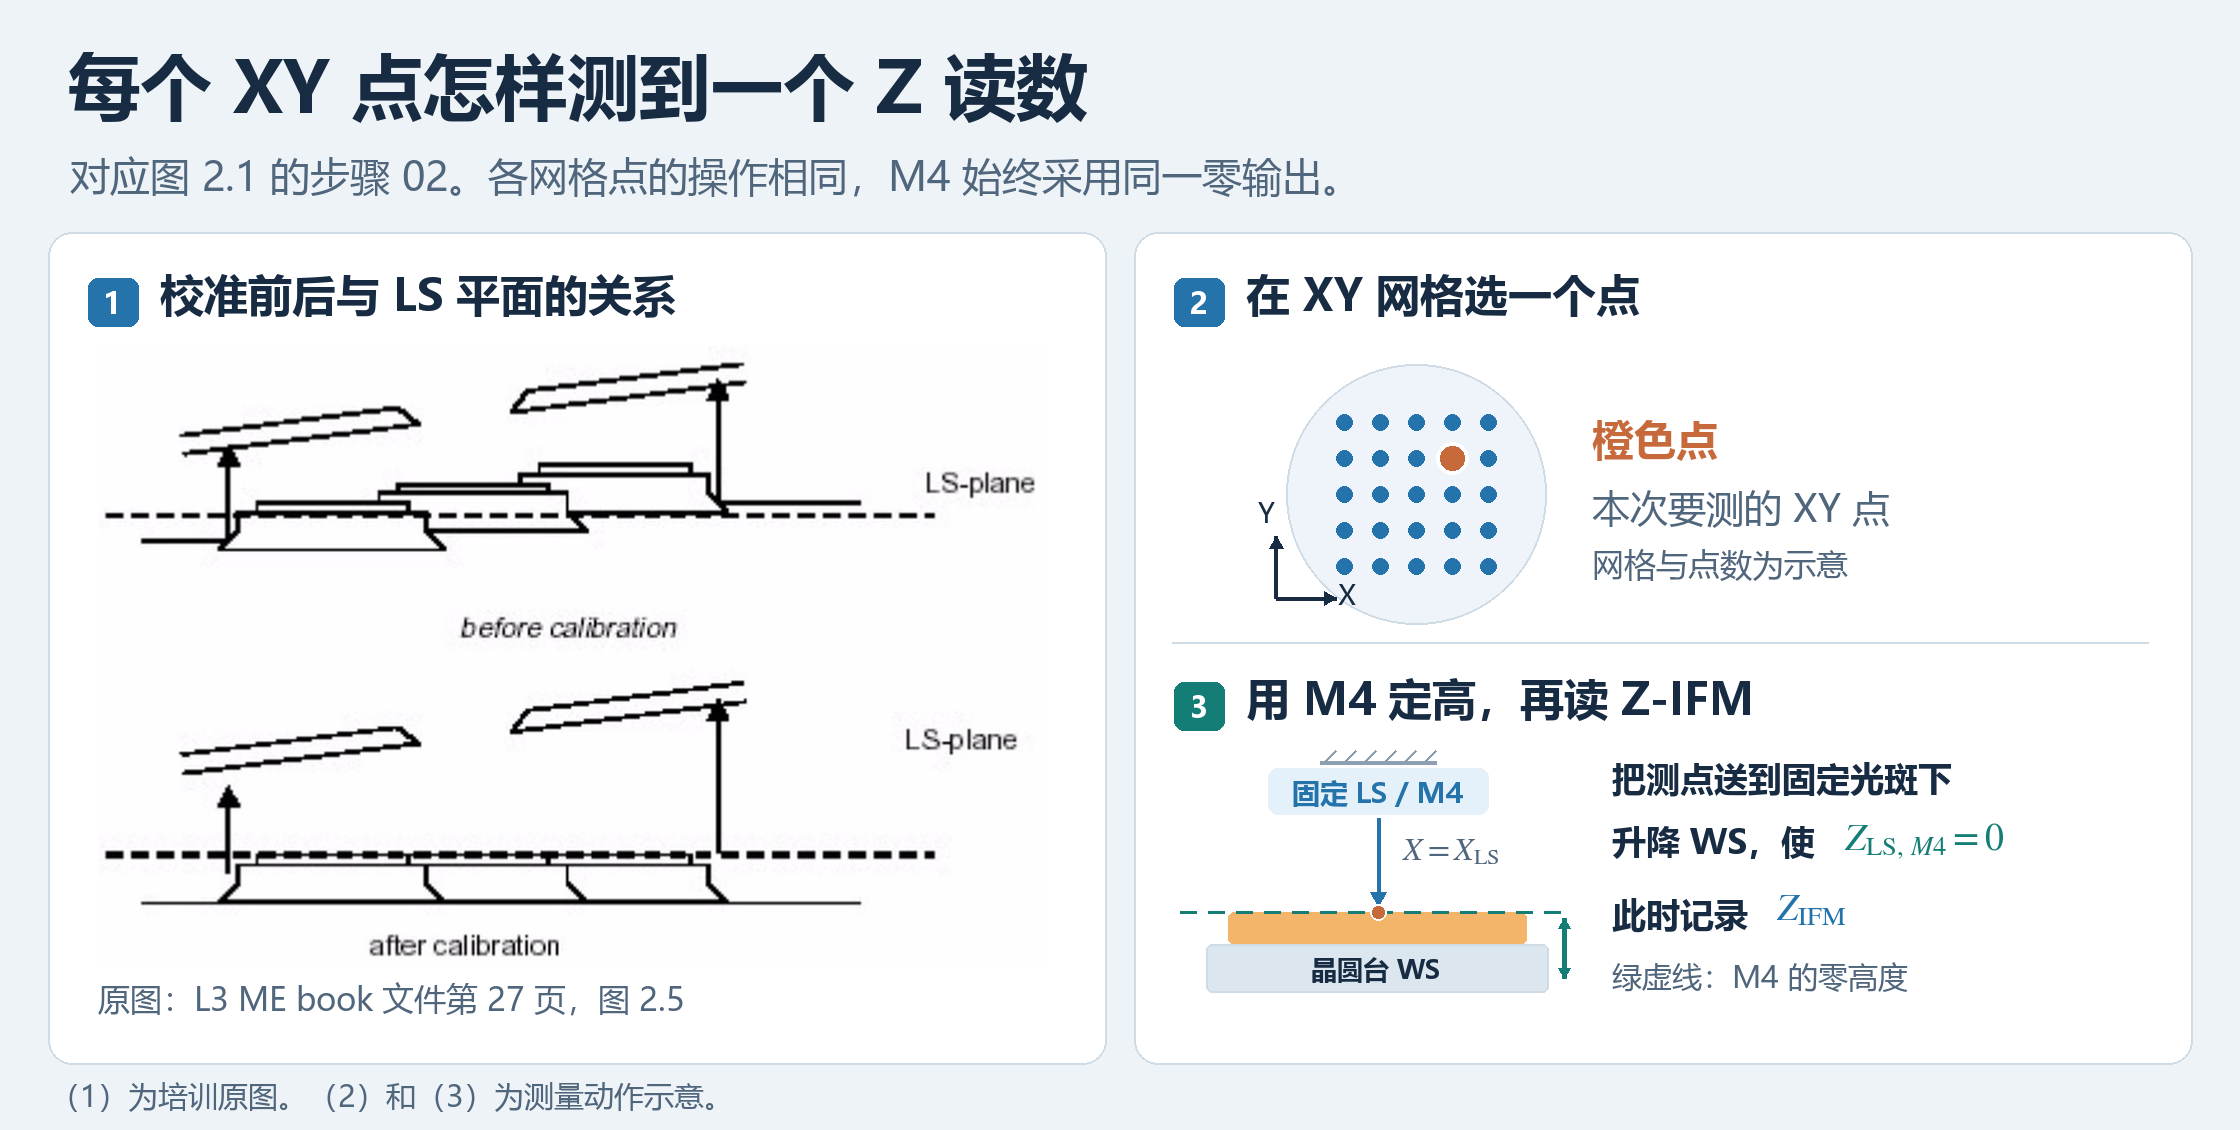 每个 XY 点怎样测到一个 Z 读数
对应图 2.1 的步骤 02。各网格点的操作相同，M4 始终采用同一零输出。
1 校准前后与 LS 平面的关系
LS-plane
before calibration
LS-plane
after calibration
原图：L3 ME book 文件第 27 页，图 2.5
2 在 XY 网格选一个点
橙色点
本次要测的 XY 点
网格与点数为示意
Y
X
3 用 M4 定高，再读 Z-IFM
固定 LS / M4
X = X_LS
晶圆台 WS
把测点送到固定光斑下
升降 WS，使 Z_LS, M4 = 0
此时记录 Z_IFM
绿虚线：M4 的零高度
（1）为培训原图。（2）和（3）为测量动作示意。